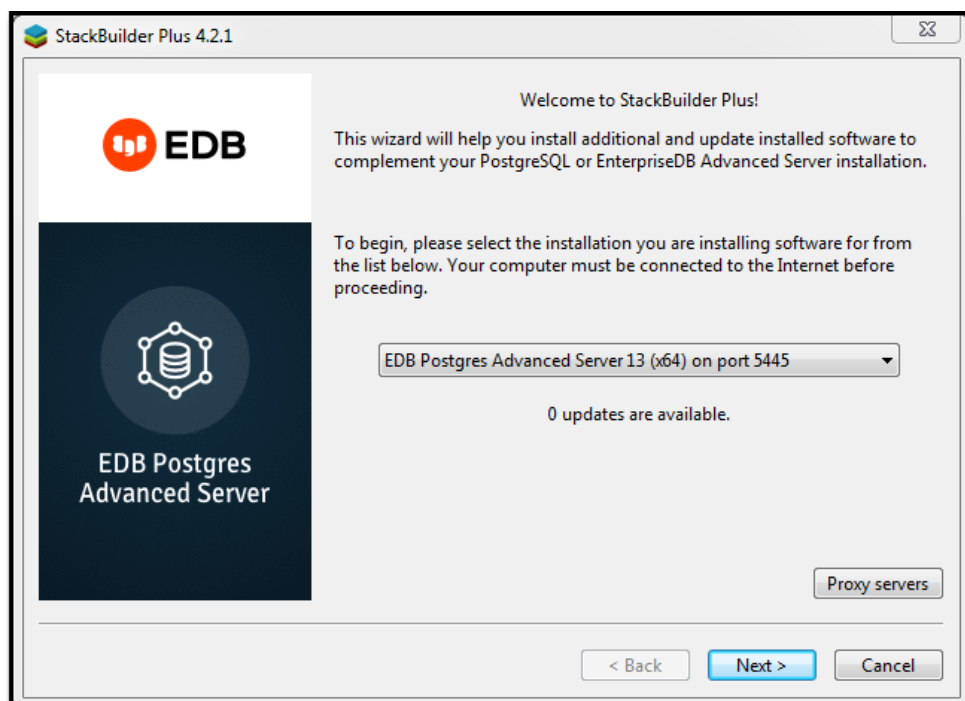 StackBuilder Plus 4.2.1
EDB
EDB Postgres
Advanced Server
Welcome to StackBuilder Plus!
This wizard will help you install additional and update installed software to
complement your PostgreSQL or EnterpriseDB Advanced Server installation.
To begin, please select the installation you are installing software for from
the list below. Your computer must be connected to the Internet before
proceeding.
EDB Postgres Advanced Server 13 (x64) on port 5445
0 updates are available.
Proxy servers
< Back
Next >
Cancel